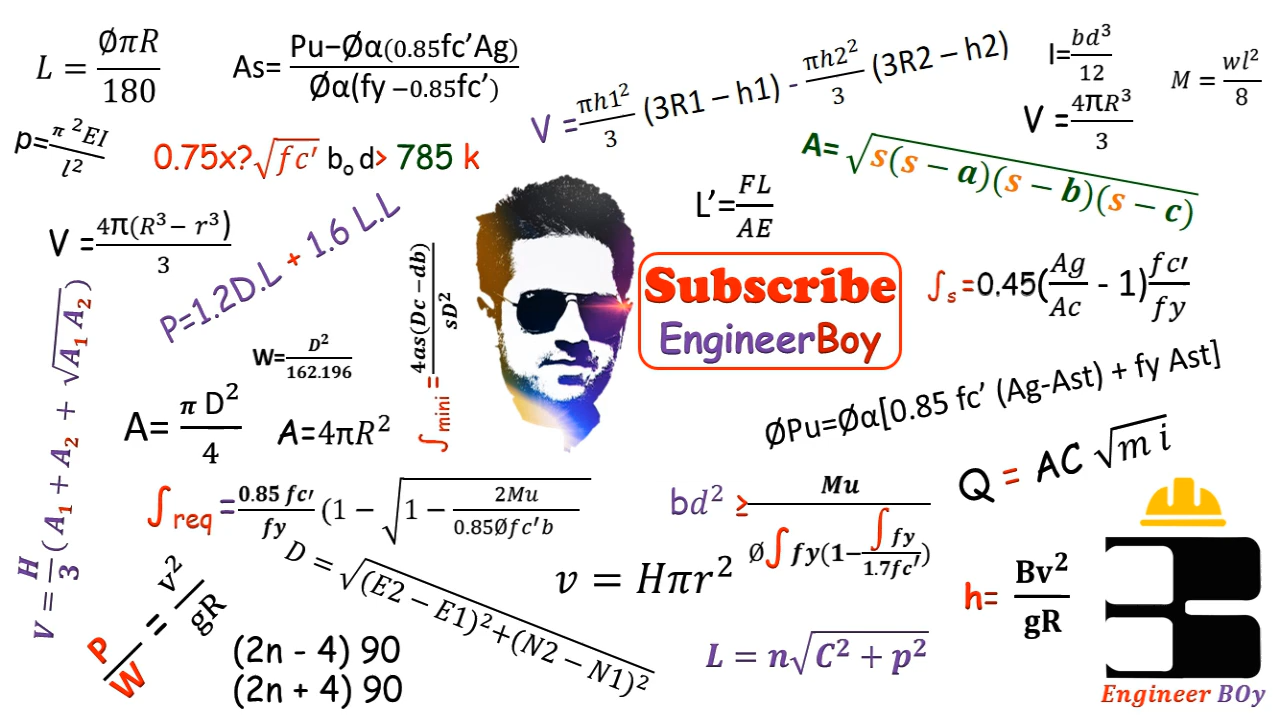 L = ØπR/180
As= Pu−Øα(0.85fc′Ag)/Øα(fy −0.85fc′)
V = πh1²/3 (3R1 − h1) - πh2²/3 (3R2 − h2)
I= bd³/12
M = wl²/8
p= π ²EI/l²
0.75x?√fc′ bₒ d> 785 k
V = 4πR³/3
A= √s(s − a)(s − b)(s − c)
V = 4π(R³− r³)/3
P=1.2D.L + 1.6 L.L
L′= FL/AE
Subscribe
EngineerBoy
∫s =0.45(Ag/Ac - 1) fc′/fy
W= D²/162.196
∫mini = 4as(Dc −db)/sD²
A= π D²/4
A=4πR²
V = H/3 (A₁ + A₂ + √A₁ A₂)
ØPu=Øα[0.85 fc′ (Ag-Ast) + fy Ast]
Q = AC √m i
∫req = 0.85 fc′/fy (1 − √1 − 2Mu/0.85Øfc′b
bd² ≥ Mu/Ø∫fy(1−∫fy/1.7fc′)
D = √(E2 − E1)²+(N2 − N1)²
v = Hπr²
h= Bv²/gR
P/W = v²/gR
(2n - 4) 90
(2n + 4) 90
L = n√C² + p²
Engineer BOy